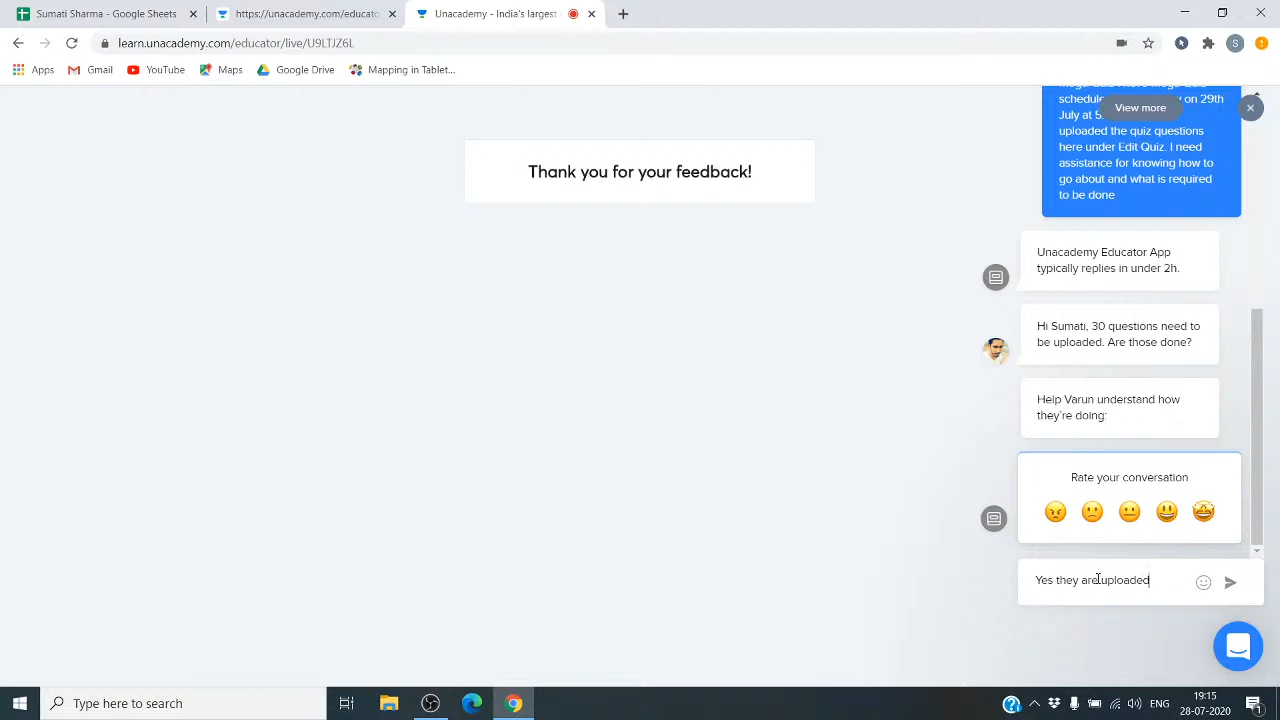 Sumati Sharma - Google Sheets
https://unacademy.com/educato
Unacademy - India's largest
learn.unacademy.com/educator/live/U9LTJZ6L
S
Apps
Gmail
YouTube
Maps
Google Drive
Mapping in Tablet...
schedule
View more
on 29th
July at 5
uploaded the quiz questions
here under Edit Quiz. I need
assistance for knowing how to
go about and what is required
to be done
Thank you for your feedback!
Unacademy Educator App
typically replies in under 2h.
Hi Sumati, 30 questions need to
be uploaded. Are those done?
Help Varun understand how
they're doing:
Rate your conversation
Yes they are uploaded
Type here to search
ENG
19:15
28-07-2020